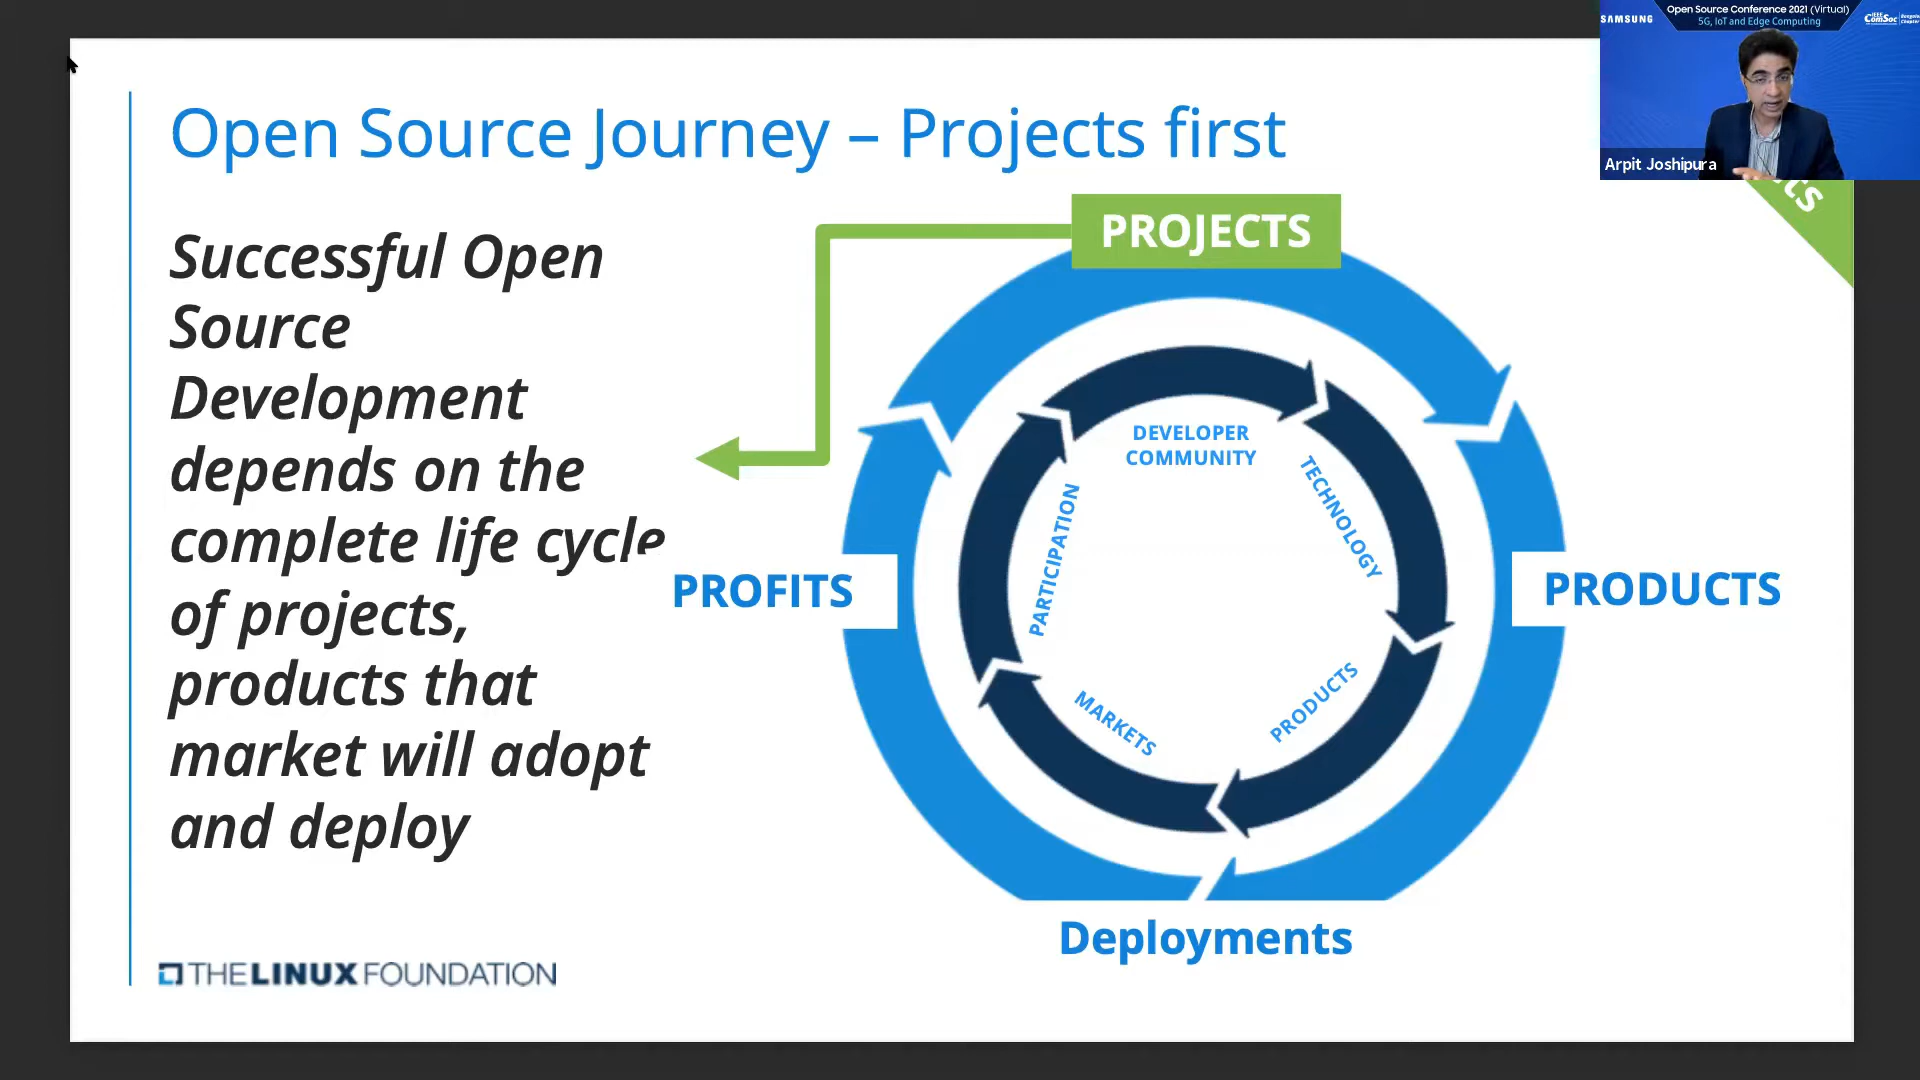 SAMSUNG
Open Source Conference 2021 (Virtual)
5G, IoT and Edge Computing
IEEE
ComSoc
Arpit Joshipura
Open Source Journey – Projects first
Successful Open
Source
Development
depends on the
complete life cycle
of projects,
products that
market will adopt
and deploy
PROJECTS
PRODUCTS
Deployments
PROFITS
DEVELOPER
COMMUNITY
TECHNOLOGY
PRODUCTS
MARKETS
PARTICIPATION
THE LINUX FOUNDATION